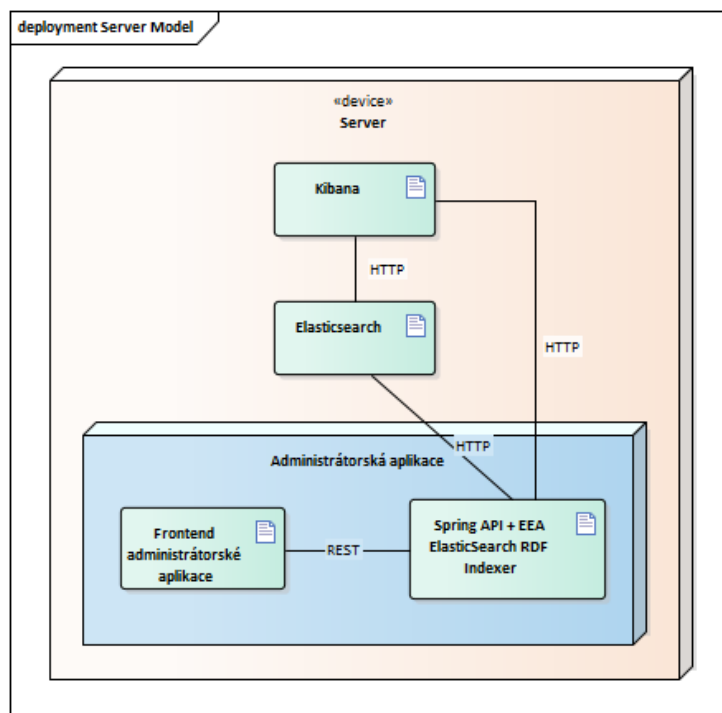 deployment Server Model
«device»
Server
Kibana
HTTP
Elasticsearch
HTTP
HTTP
Administrátorská aplikace
Frontend
administrátorské
aplikace
REST
Spring API + EEA
ElasticSearch RDF
Indexer